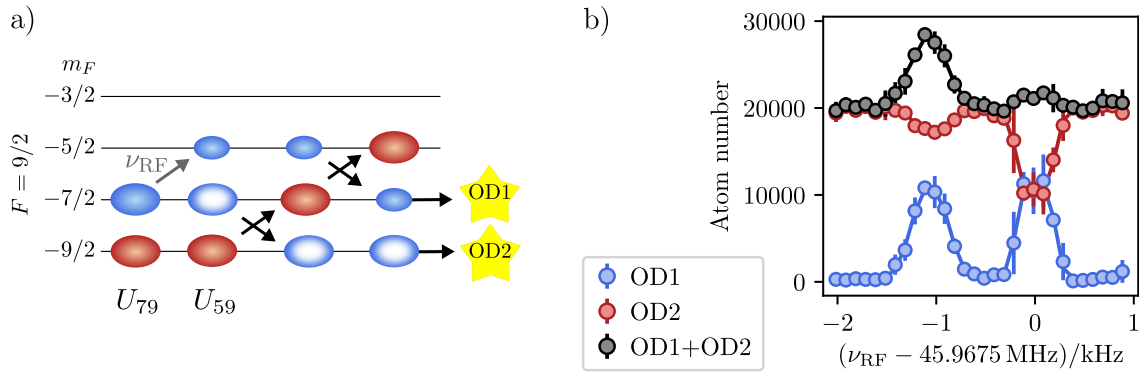 a)
m_F
−3/2
−5/2
−7/2
−9/2
F = 9/2
ν_RF
OD1
OD2
U_79 U_59
b)
30000
20000
10000
0
Atom number
−2 −1 0 1
(ν_RF − 45.9675 MHz)/kHz
OD1
OD2
OD1+OD2